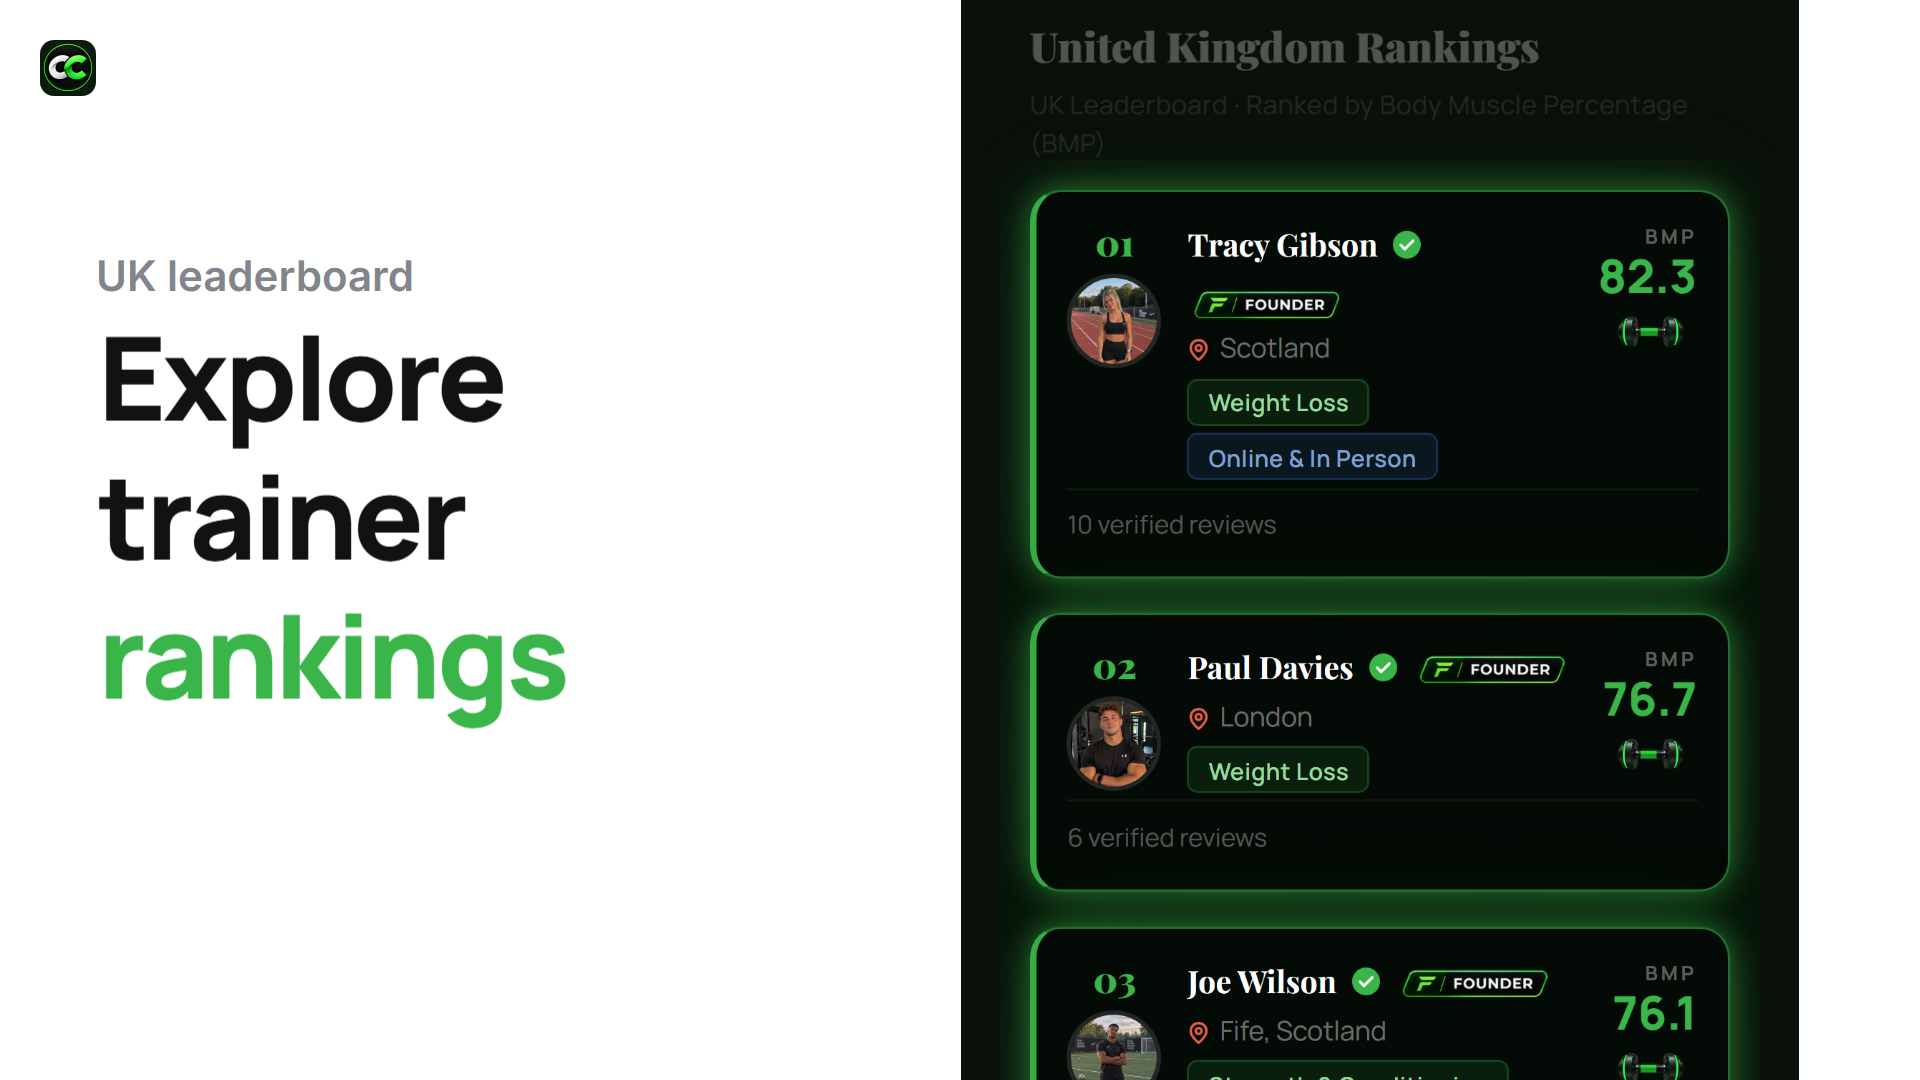 CC
UK leaderboard
Explore
trainer
rankings
United Kingdom Rankings
UK Leaderboard · Ranked by Body Muscle Percentage
(BMP)
01
Tracy Gibson
F / FOUNDER
Scotland
Weight Loss
Online & In Person
10 verified reviews
BMP
82.3
02
Paul Davies
F / FOUNDER
London
Weight Loss
6 verified reviews
BMP
76.7
03
Joe Wilson
F / FOUNDER
Fife, Scotland
BMP
76.1